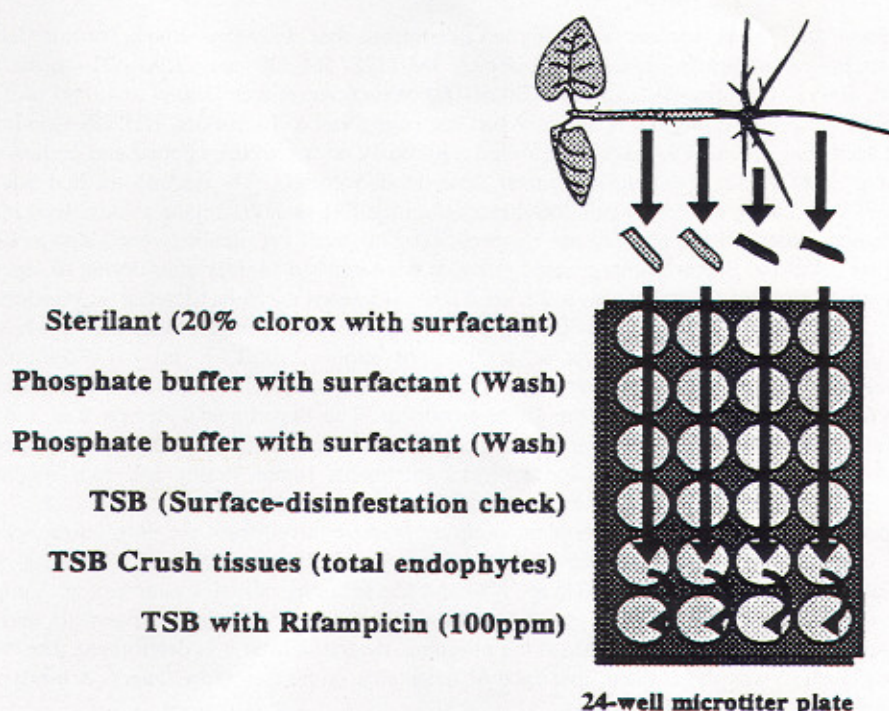 Sterilant (20% clorox with surfactant)
Phosphate buffer with surfactant (Wash)
Phosphate buffer with surfactant (Wash)
TSB (Surface-disinfestation check)
TSB Crush tissues (total endophytes)
TSB with Rifampicin (100ppm)
24-well microtiter plate